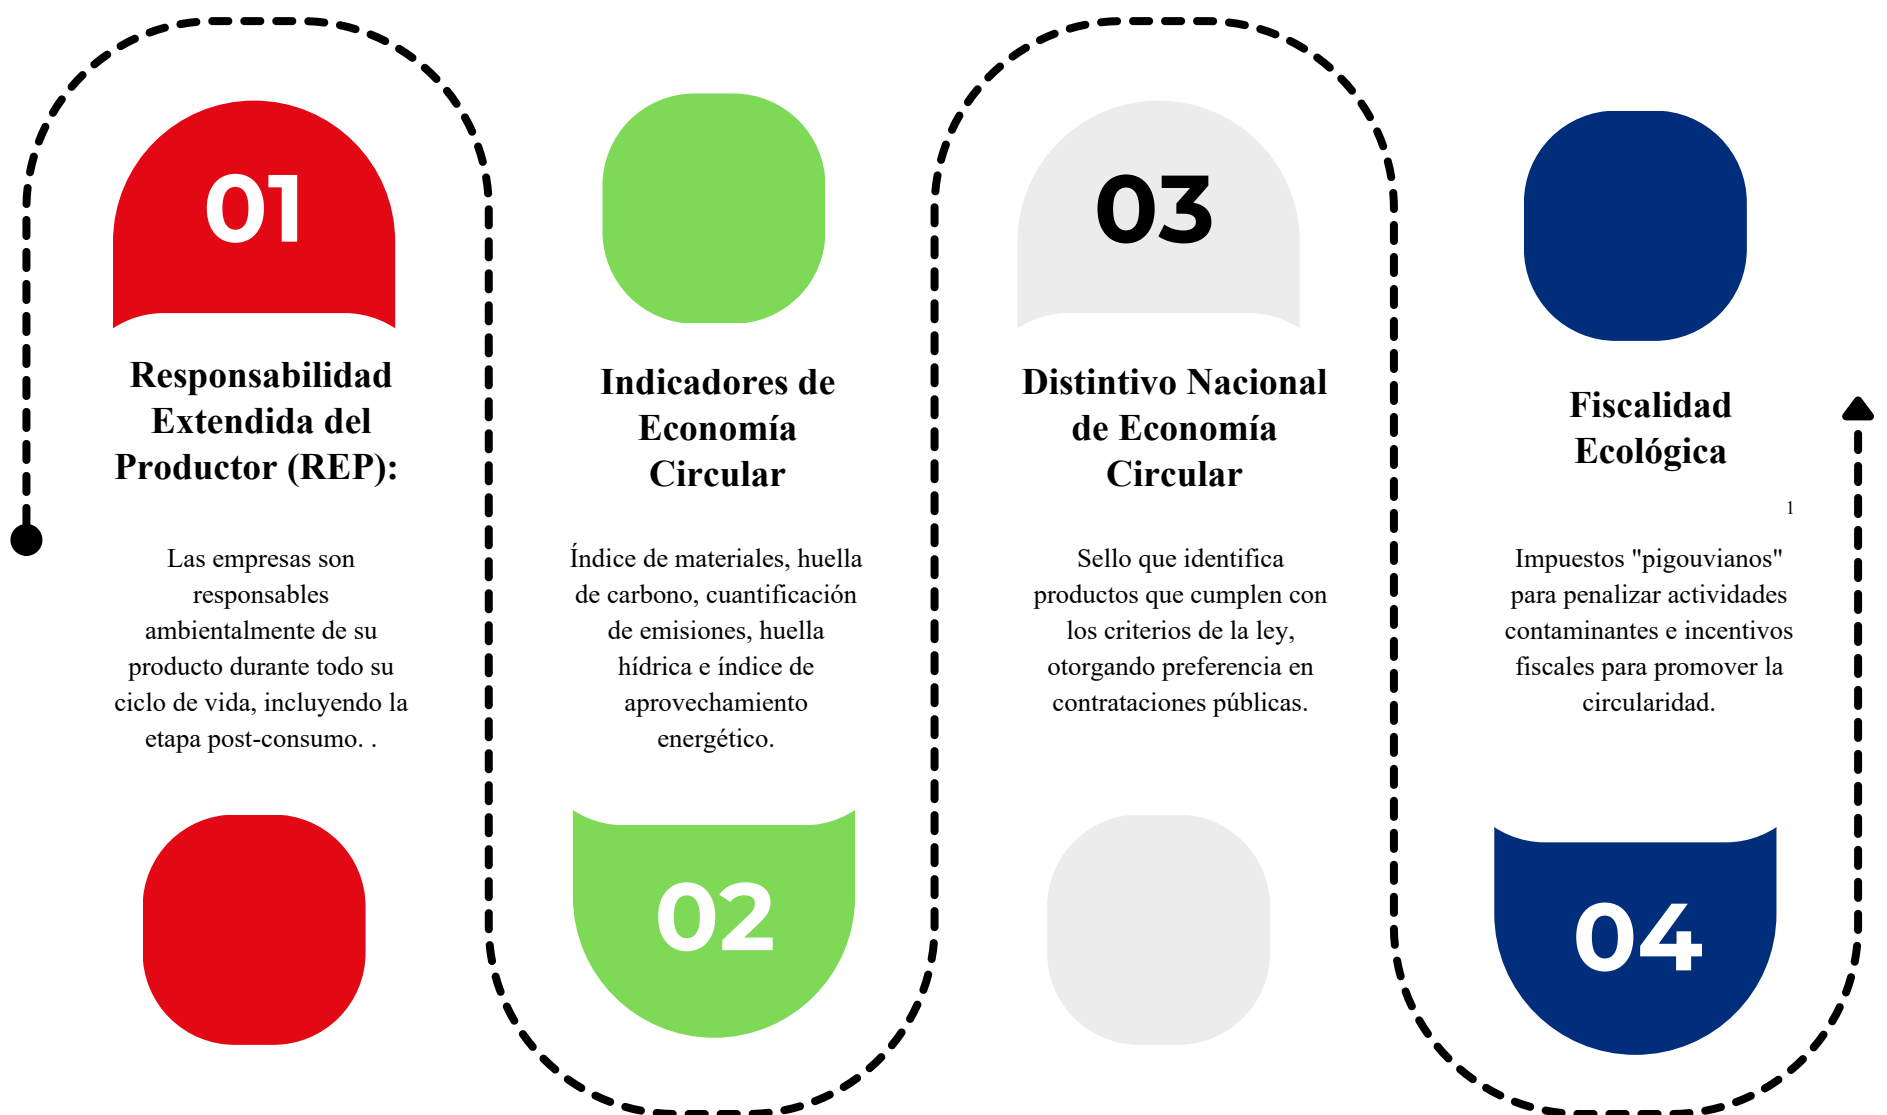 01
Responsabilidad
Extendida del
Productor (REP):
Las empresas son
responsables
ambientalmente de su
producto durante todo su
ciclo de vida, incluyendo la
etapa post-consumo. .
Indicadores de
Economía
Circular
Índice de materiales, huella
de carbono, cuantificación
de emisiones, huella
hídrica e índice de
aprovechamiento
energético.
02
03
Distintivo Nacional
de Economía
Circular
Sello que identifica
productos que cumplen con
los criterios de la ley,
otorgando preferencia en
contrataciones públicas.
Fiscalidad
Ecológica
1
Impuestos "pigouvianos"
para penalizar actividades
contaminantes e incentivos
fiscales para promover la
circularidad.
04